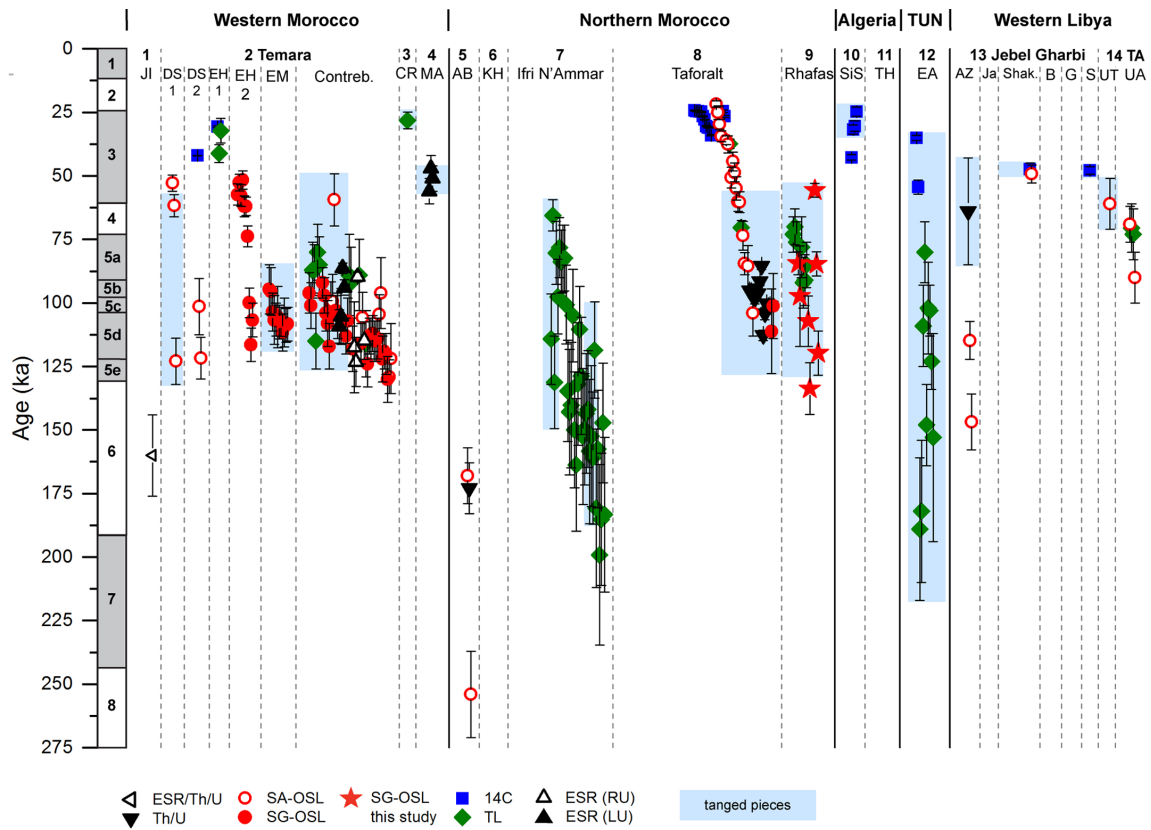 Western Morocco Northern Morocco Algeria TUN Western Libya
1 2 Temara 3 4 5 6 7 8 9 10 11 12 13 Jebel Gharbi 14 TA
JI DS DS EH EH EM Contreb. CR MA AB KH Ifri N'Ammar Taforalt Rhafas SiS TH EA AZ Ja Shak. B G S UT UA
1 2 1 2
0
25
50
75
100
125
150
175
200
225
250
275
Age (ka)
1
2
3
4
5a
5b
5c
5d
5e
6
7
8
ESR/Th/U SA-OSL SG-OSL 14C ESR (RU)
Th/U SG-OSL this study TL ESR (LU)
tanged pieces